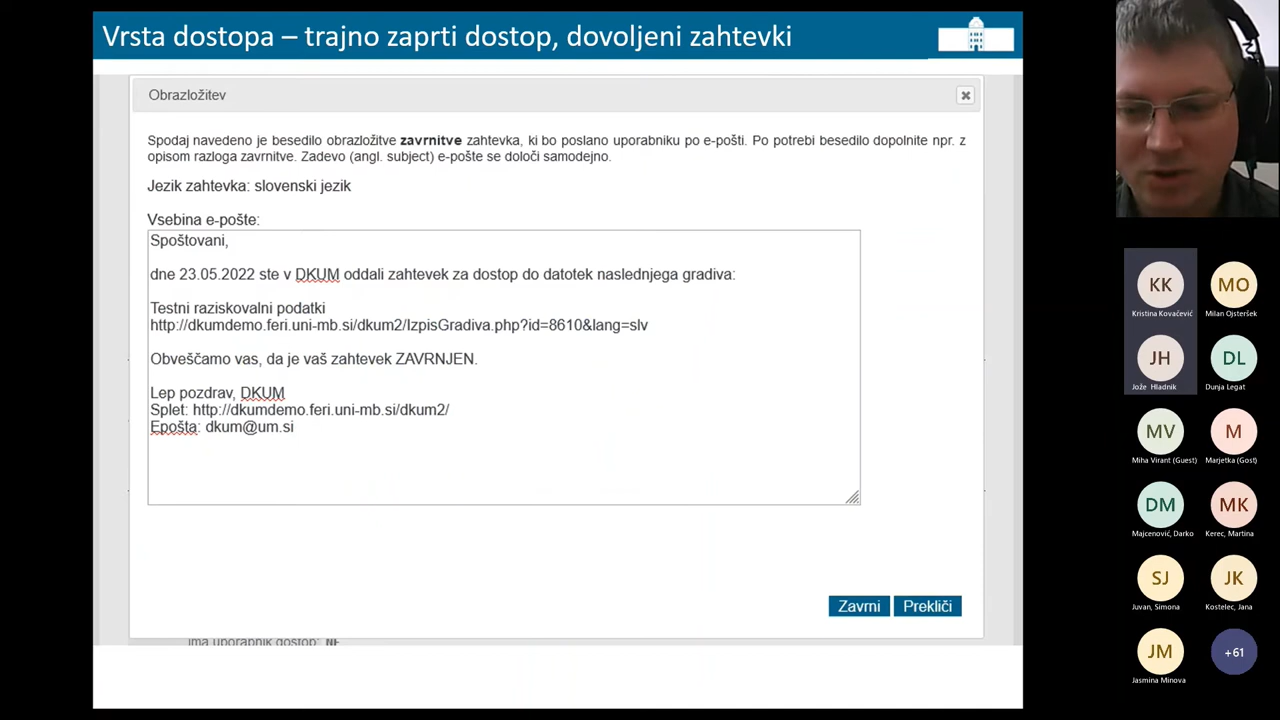 Vrsta dostopa – trajno zaprti dostop, dovoljeni zahtevki
Obrazložitev
Spodaj navedeno je besedilo obrazložitve zavrnitve zahtevka, ki bo poslano uporabniku po e-pošti. Po potrebi besedilo dopolnite npr. z
opisom razloga zavrnitve. Zadevo (angl. subject) e-pošte se določi samodejno.
Jezik zahtevka: slovenski jezik
Vsebina e-pošte:
Spoštovani,
dne 23.05.2022 ste v DKUM oddali zahtevek za dostop do datotek naslednjega gradiva:
Testni raziskovalni podatki
http://dkumdemo.feri.uni-mb.si/dkum2/IzpisGradiva.php?id=8610&lang=slv
Obveščamo vas, da je vaš zahtevek ZAVRNJEN.
Lep pozdrav, DKUM
Splet: http://dkumdemo.feri.uni-mb.si/dkum2/
Epošta: dkum@um.si
Zavrni
Prekliči
ima uporabnik dostop: NE
KK
Kristina Kovačević
MO
Milan Ojsteršek
JH
Jože Hladnik
DL
Dunja Legat
MV
Miha Virant (Guest)
M
Marjetka (Gost)
DM
Majcenović, Darko
MK
Kerec, Martina
SJ
Juvan, Simona
JK
Kostelec, Jana
JM
Jasmina Minova
+61